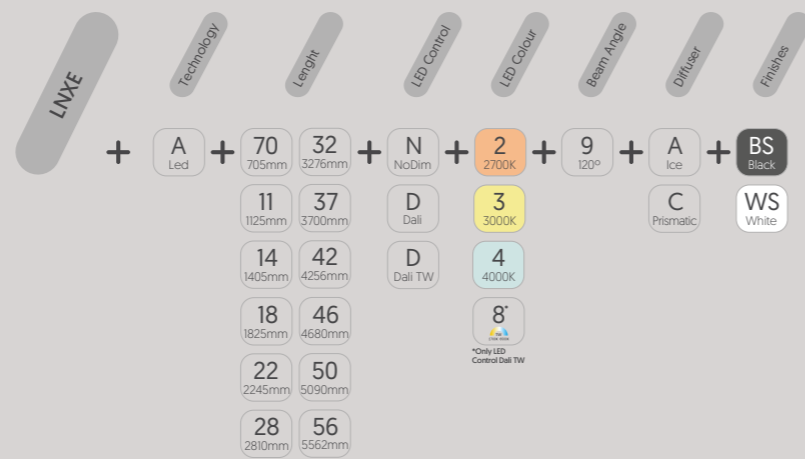 LNXE
Technology
Lenght
LED Control
LED Colour
Beam Angle
Diffuser
Finishes
+ A + 70 32 + N + 2 + 9 + A + BS
Led 705mm 3276mm NoDim 2700K 120º Ice Black
11 37 D 3 C WS
1125mm 3700mm Dali 3000K Prismatic White
14 42 D 4
1405mm 4256mm Dali TW 4000K
18 46 8*
1825mm 4680mm
*Only LED
Control Dali TW
22 50
2245mm 5090mm
28 56
2810mm 5562mm